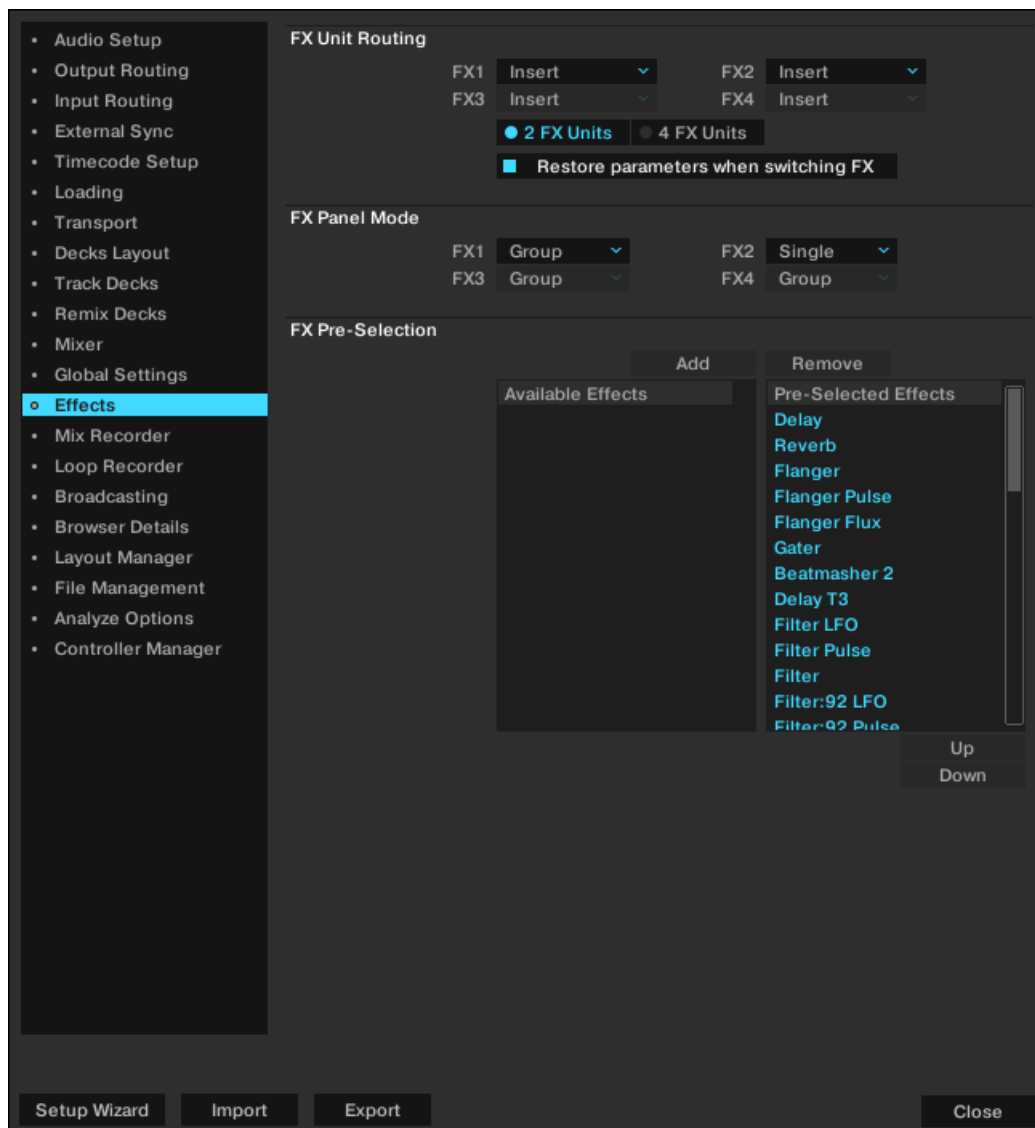 Audio Setup
Output Routing
Input Routing
External Sync
Timecode Setup
Loading
Transport
Decks Layout
Track Decks
Remix Decks
Mixer
Global Settings
Effects
Mix Recorder
Loop Recorder
Broadcasting
Browser Details
Layout Manager
File Management
Analyze Options
Controller Manager
FX Unit Routing
FX1 Insert FX2 Insert
FX3 Insert FX4 Insert
2 FX Units 4 FX Units
Restore parameters when switching FX
FX Panel Mode
FX1 Group FX2 Single
FX3 Group FX4 Group
FX Pre-Selection
Add Remove
Available Effects
Pre-Selected Effects
Delay
Reverb
Flanger
Flanger Pulse
Flanger Flux
Gater
Beatmasher 2
Delay T3
Filter LFO
Filter Pulse
Filter
Filter:92 LFO
Filter:92 Pulse
Up
Down
Setup Wizard Import Export Close